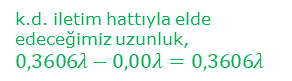 k.d. iletim hattıyla elde
edeceğimiz uzunluk,
0,3606λ − 0,00λ = 0,3606λ